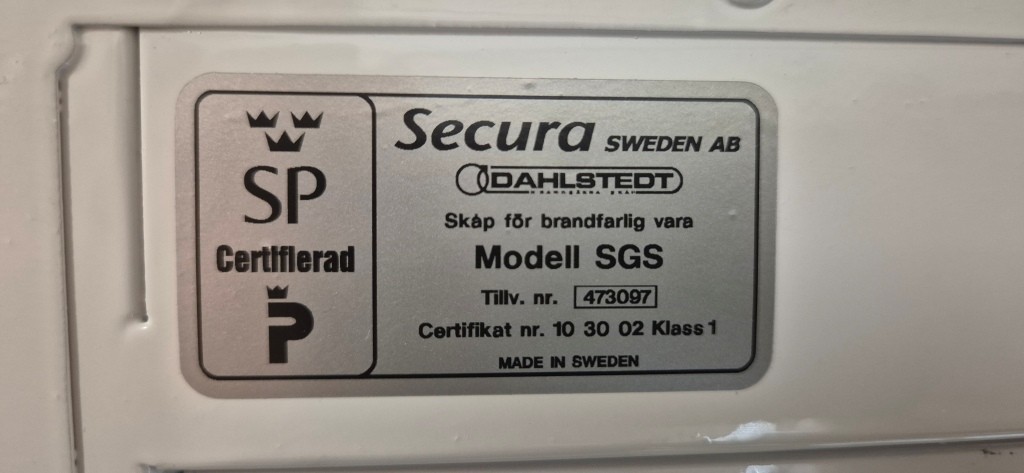 SP
Certifierad
P
Secura SWEDEN AB
DAHLSTEDT
Skåp för brandfarlig vara
Modell SGS
Tillv. nr. 473097
Certifikat nr. 10 30 02 Klass 1
MADE IN SWEDEN